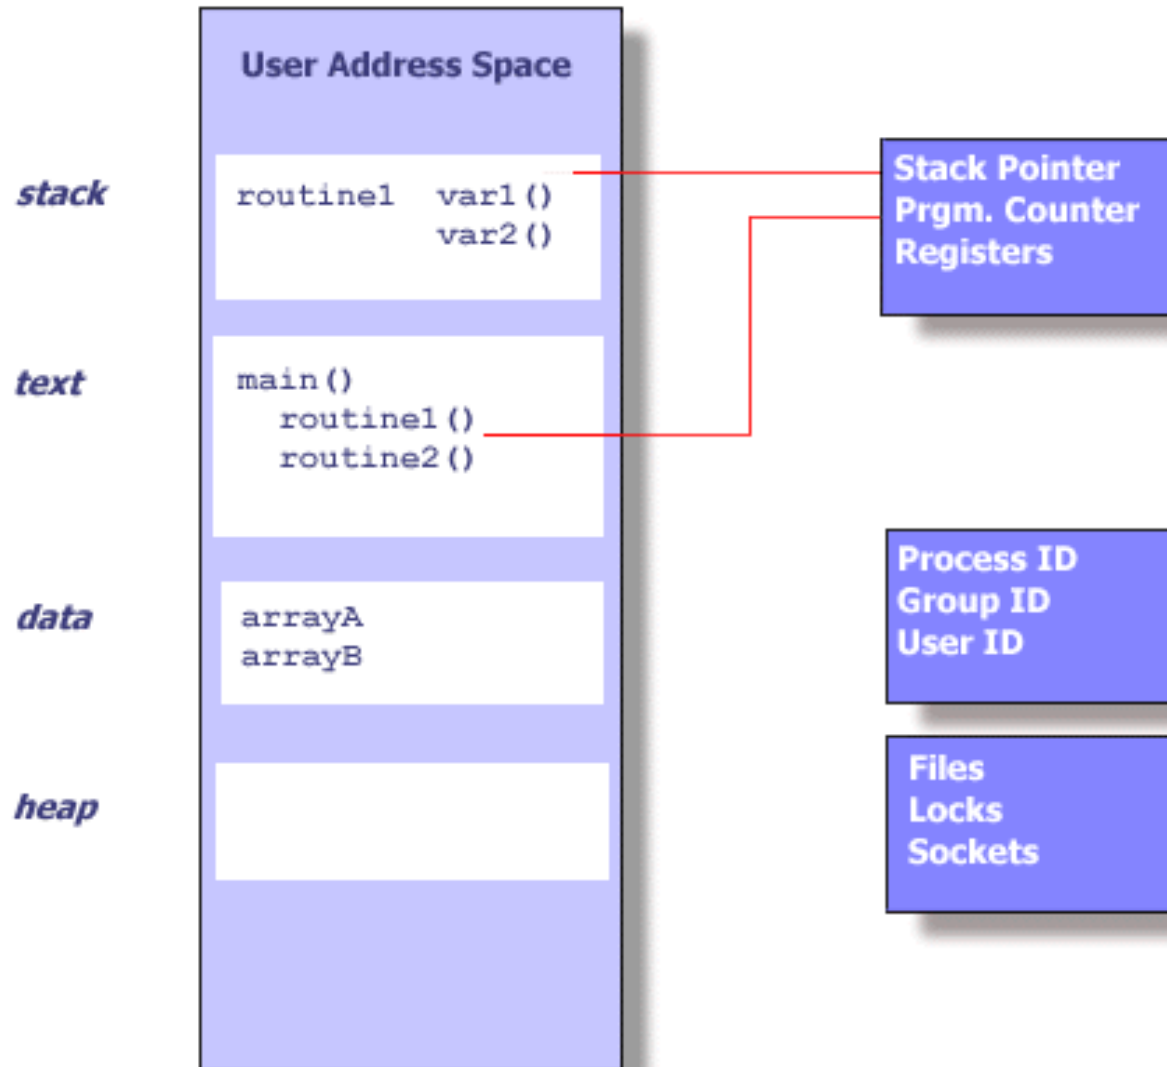 User Address Space
stack
routine1 var1()
var2()
Stack Pointer
Prgm. Counter
Registers
text
main()
routine1()
routine2()
data
arrayA
arrayB
Process ID
Group ID
User ID
heap
Files
Locks
Sockets